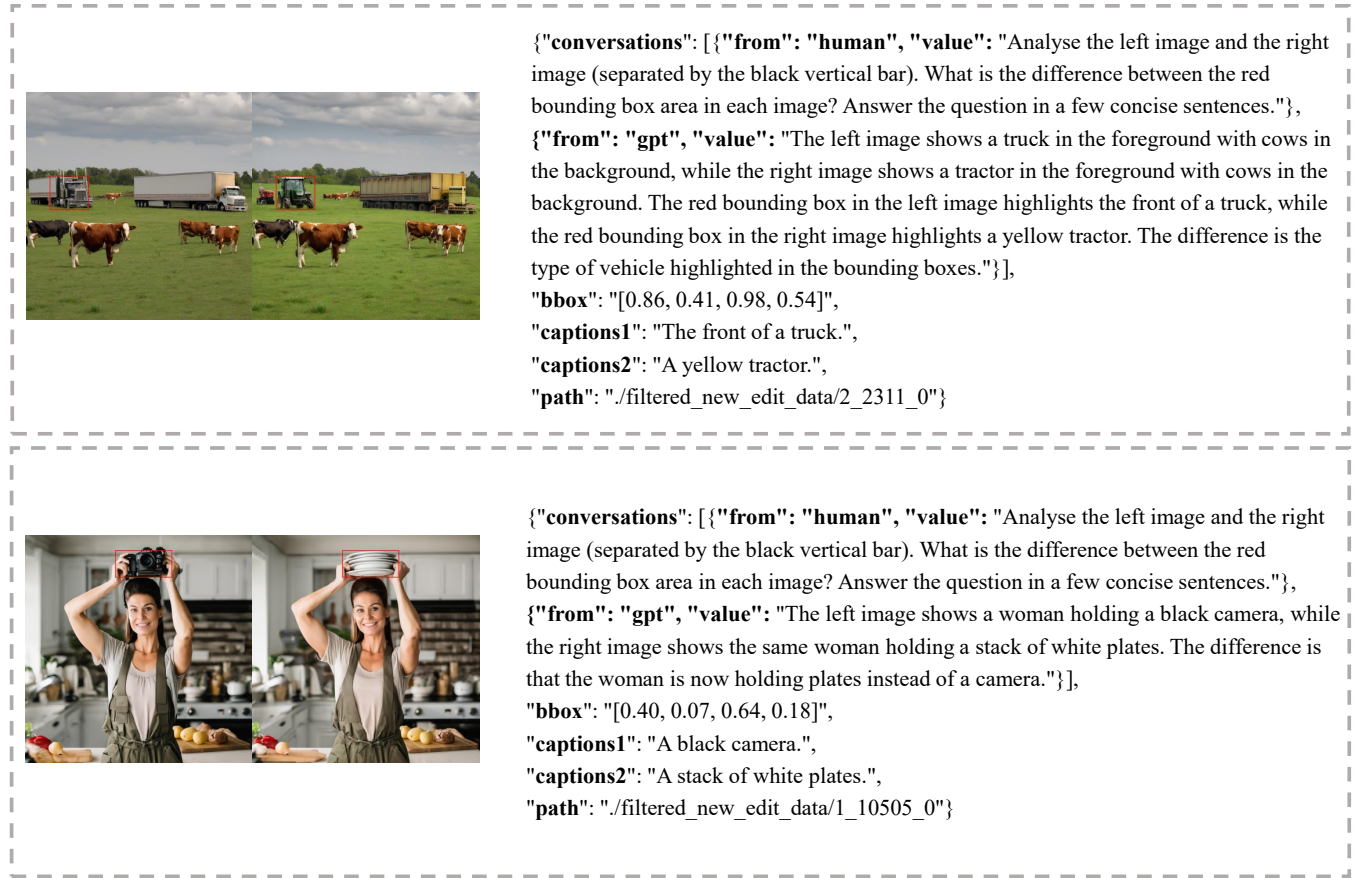 {"conversations": [{"from": "human", "value": "Analyse the left image and the right
image (separated by the black vertical bar). What is the difference between the red
bounding box area in each image? Answer the question in a few concise sentences."},
{"from": "gpt", "value": "The left image shows a truck in the foreground with cows in
the background, while the right image shows a tractor in the foreground with cows in the
background. The red bounding box in the left image highlights the front of a truck, while
the red bounding box in the right image highlights a yellow tractor. The difference is the
type of vehicle highlighted in the bounding boxes."}],
"bbox": "[0.86, 0.41, 0.98, 0.54]",
"captions1": "The front of a truck.",
"captions2": "A yellow tractor.",
"path": "./filtered_new_edit_data/2_2311_0"}
{"conversations": [{"from": "human", "value": "Analyse the left image and the right
image (separated by the black vertical bar). What is the difference between the red
bounding box area in each image? Answer the question in a few concise sentences."},
{"from": "gpt", "value": "The left image shows a woman holding a black camera, while
the right image shows the same woman holding a stack of white plates. The difference is
that the woman is now holding plates instead of a camera."}],
"bbox": "[0.40, 0.07, 0.64, 0.18]",
"captions1": "A black camera.",
"captions2": "A stack of white plates.",
"path": "./filtered_new_edit_data/1_10505_0"}